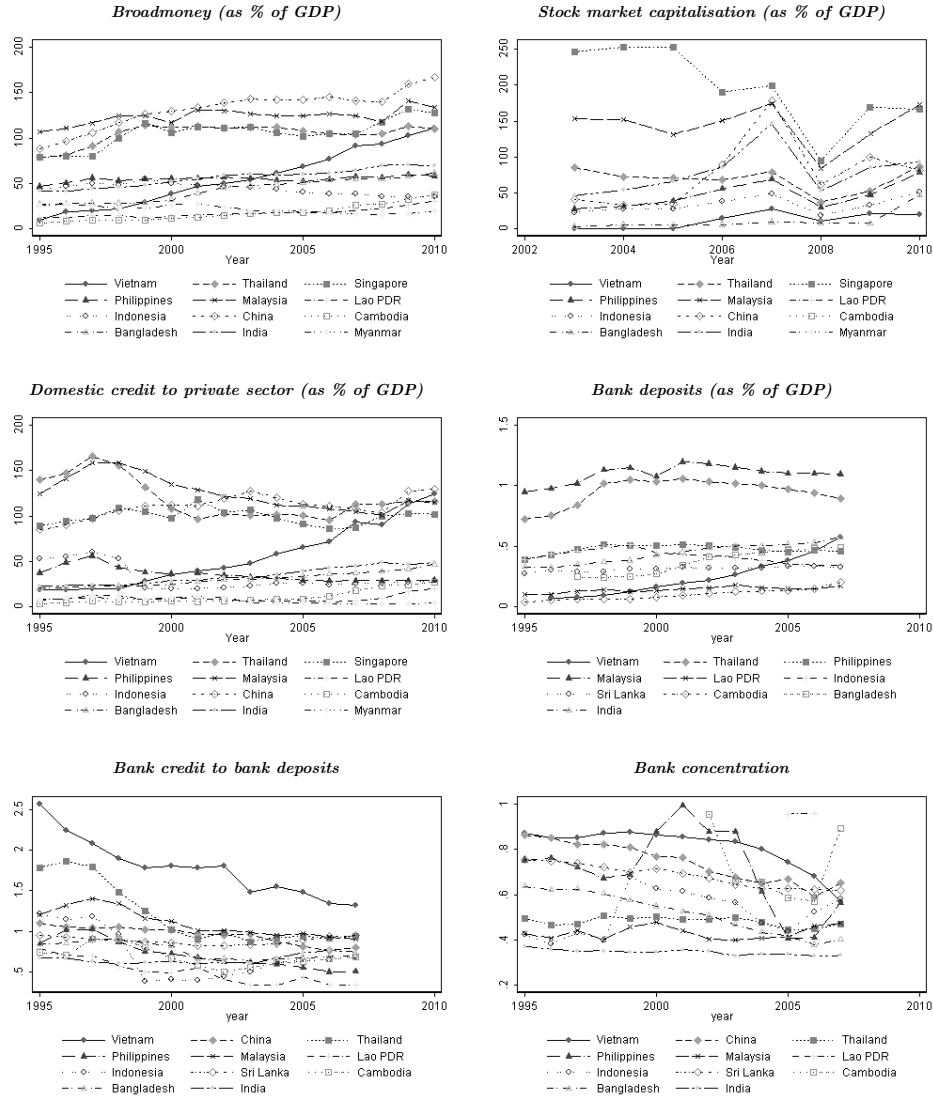 Broadmoney (as % of GDP)
200
150
100
50
0
1995 2000 2005 2010
Year
Vietnam Thailand Singapore
Philippines Malaysia Lao PDR
Indonesia China Cambodia
Bangladesh India Myanmar
Stock market capitalisation (as % of GDP)
250
200
150
100
50
0
2002 2004 2006 2008 2010
Year
Vietnam Thailand Singapore
Philippines Malaysia Lao PDR
Indonesia China Cambodia
Bangladesh India Myanmar
Domestic credit to private sector (as % of GDP)
200
150
100
50
0
1995 2000 2005 2010
Year
Vietnam Thailand Singapore
Philippines Malaysia Lao PDR
Indonesia China Cambodia
Bangladesh India Myanmar
Bank deposits (as % of GDP)
1.5
1
.5
0
1995 2000 2005 2010
year
Vietnam Thailand Philippines
Malaysia Lao PDR Indonesia
Sri Lanka Cambodia Bangladesh
India
Bank credit to bank deposits
2.5
2
1.5
1
.5
1995 2000 2005 2010
year
Vietnam China Thailand
Philippines Malaysia Lao PDR
Indonesia Sri Lanka Cambodia
Bangladesh India
Bank concentration
1
.8
.6
.4
.2
1995 2000 2005 2010
year
Vietnam China Thailand
Philippines Malaysia Lao PDR
Indonesia Sri Lanka Cambodia
Bangladesh India